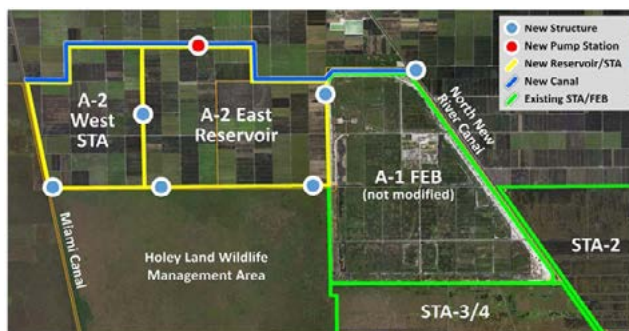 New Structure
New Pump Station
New Reservoir/STA
New Canal
Existing STA/FEB
A-2
West
STA
A-2 East
Reservoir
North New
River Canal
A-1 FEB
(not modified)
Miami Canal
Holey Land Wildlife
Management Area
STA-2
STA-3/4